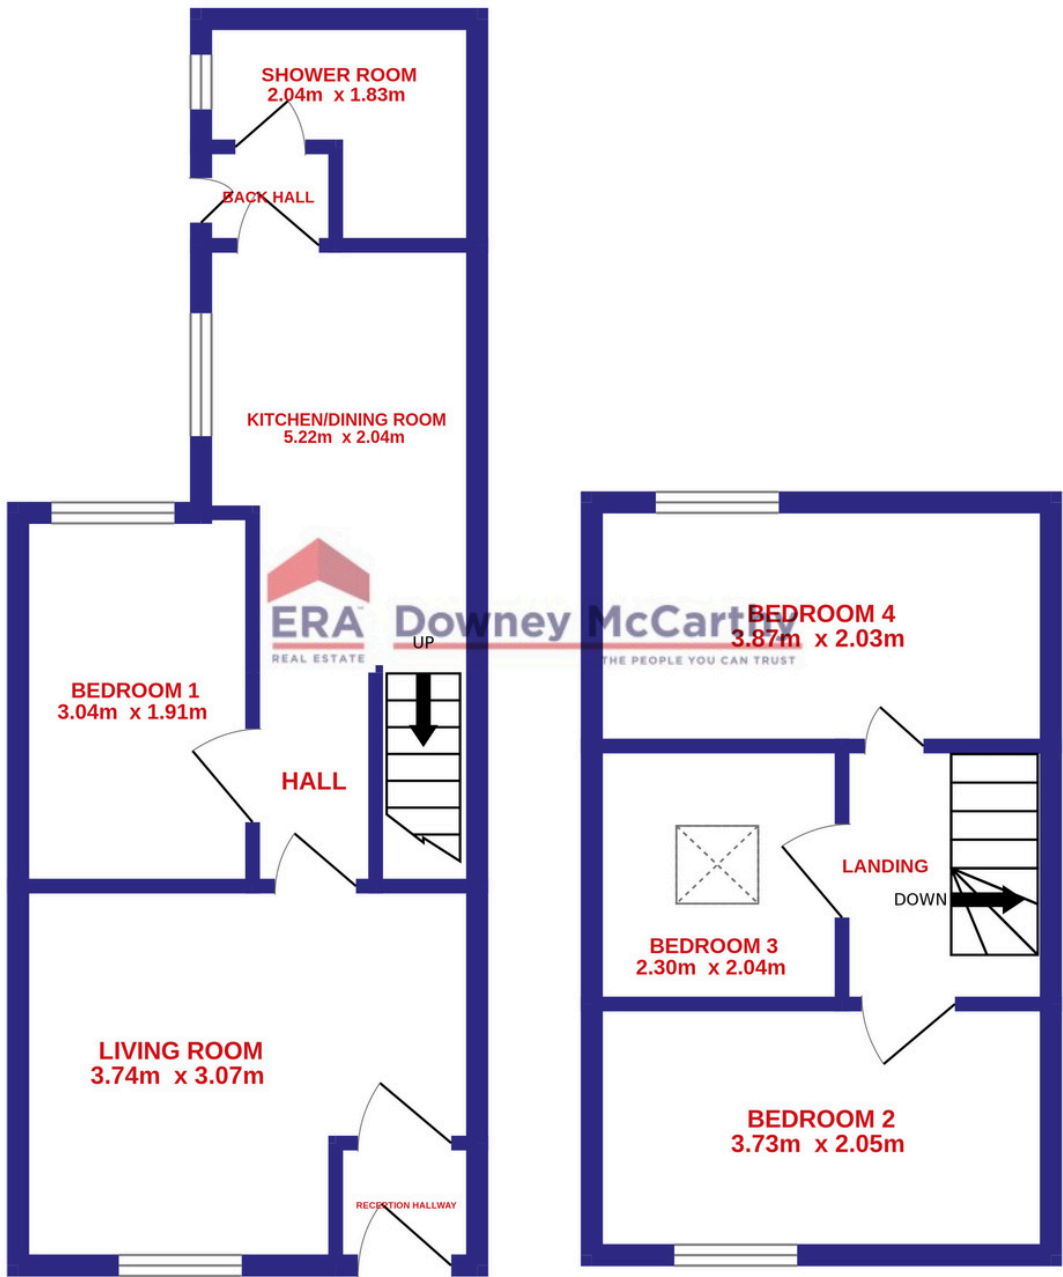 SHOWER ROOM
2.04m x 1.83m
BACK HALL
KITCHEN/DINING ROOM
5.22m x 2.04m
ERA
REAL ESTATE
Downey McCarthy
THE PEOPLE YOU CAN TRUST
UP
BEDROOM 1
3.04m x 1.91m
HALL
LIVING ROOM
3.74m x 3.07m
RECEPTION HALLWAY
BEDROOM 4
3.87m x 2.03m
LANDING
DOWN
BEDROOM 3
2.30m x 2.04m
BEDROOM 2
3.73m x 2.05m